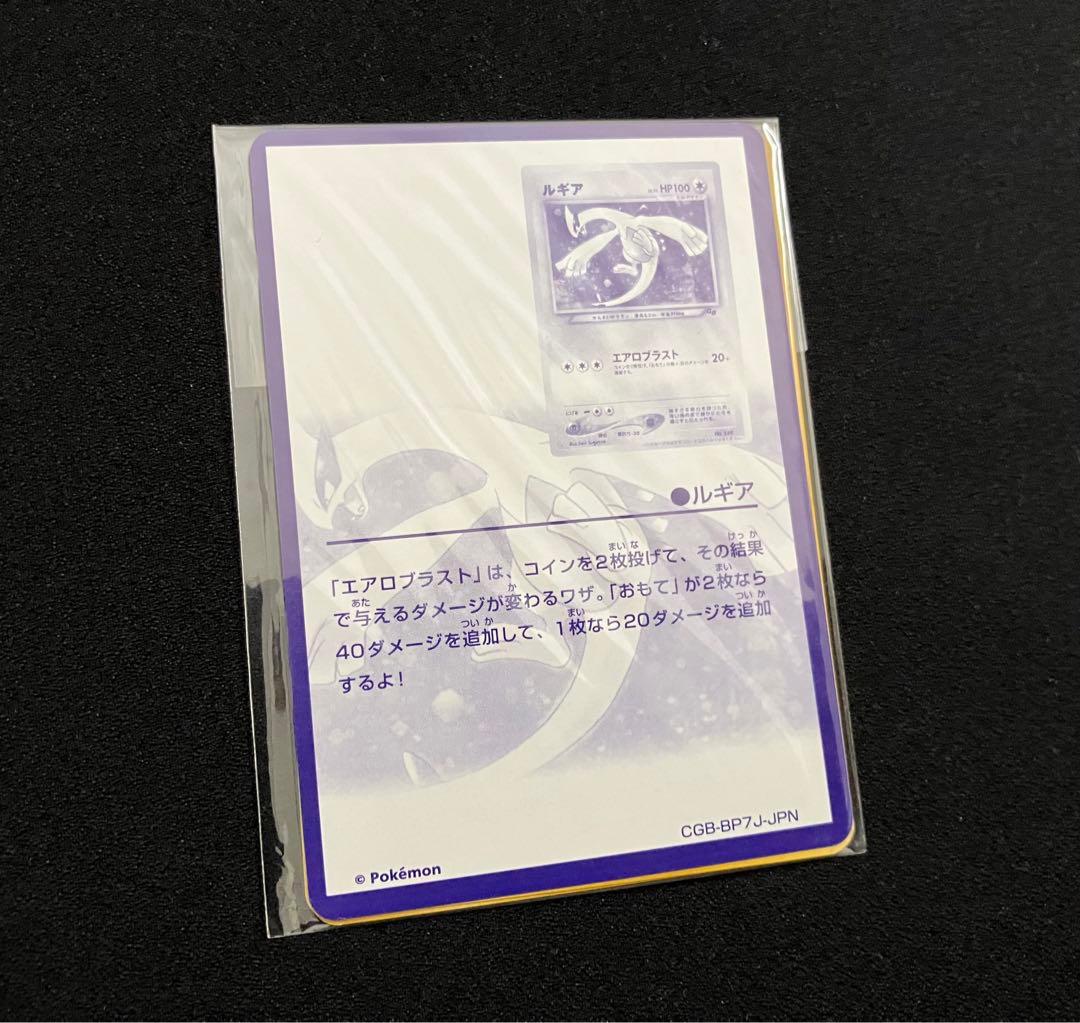 ルギア
HP100
エアロブラスト 20+
にげる
●ルギア
「エアロブラスト」は、コインを2枚投げて、その結果
で与えるダメージが変わるワザ。「おもて」が2枚なら
40ダメージを追加して、1枚なら20ダメージを追加
するよ!
CGB-BP7J-JPN
© Pokémon